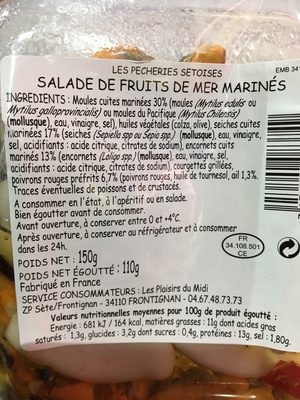 LES PECHERIES SETOISES
EMB 341
SALADE DE FRUITS DE MER MARINÉS
INGREDIENTS : Moules cuites marinées 30% (moules (Mytilus edulis ou
Mytilus galloprovincialis) ou moules du Pacifique (Mytilus Chilensis)
(mollusque), eau, vinaigre, sel), huiles végétales (colza, olive), seiches cuites
marinées 17% (seiches (Sepiella spp ou Sepia spp.) (mollusque), eau, vinaigre,
sel, acidifiants : acide citrique, citrates de sodium), encornets cuits
marinés 13% (encornets (Loligo spp.) (mollusque), eau, vinaigre, sel,
acidifiants : acide citrique, citrates de sodium), courgettes grillées,
poivrons rouges préfrits 6,7% (poivrons rouges, huile de tournesol, ail 1,3%.
Traces éventuelles de poissons et de crustacés.
A consommer en l'état, à l'apéritif ou en salade.
Bien égoutter avant de consommer.
Avant ouverture, à conserver entre 0 et +4°C.
Après ouverture, à conserver au réfrigérateur et à consommer
dans les 24h.
FR
34.108.501
CE
POIDS NET : 150g
POIDS NET ÉGOUTTÉ : 110g
Fabriqué en France
SERVICE CONSOMMATEURS : Les Plaisirs du Midi
ZP Sète/Frontignan - 34110 FRONTIGNAN - 04.67.48.73.73
Valeurs nutritionnelles moyennes pour 100g de produit égoutté :
Energie : 681 kJ / 164 kcal, matières grasses : 11g dont acides gras
saturés : 1,3g, glucides : 3,2g dont sucres : 0,4g, protéines : 13g, sel : 1,80g.